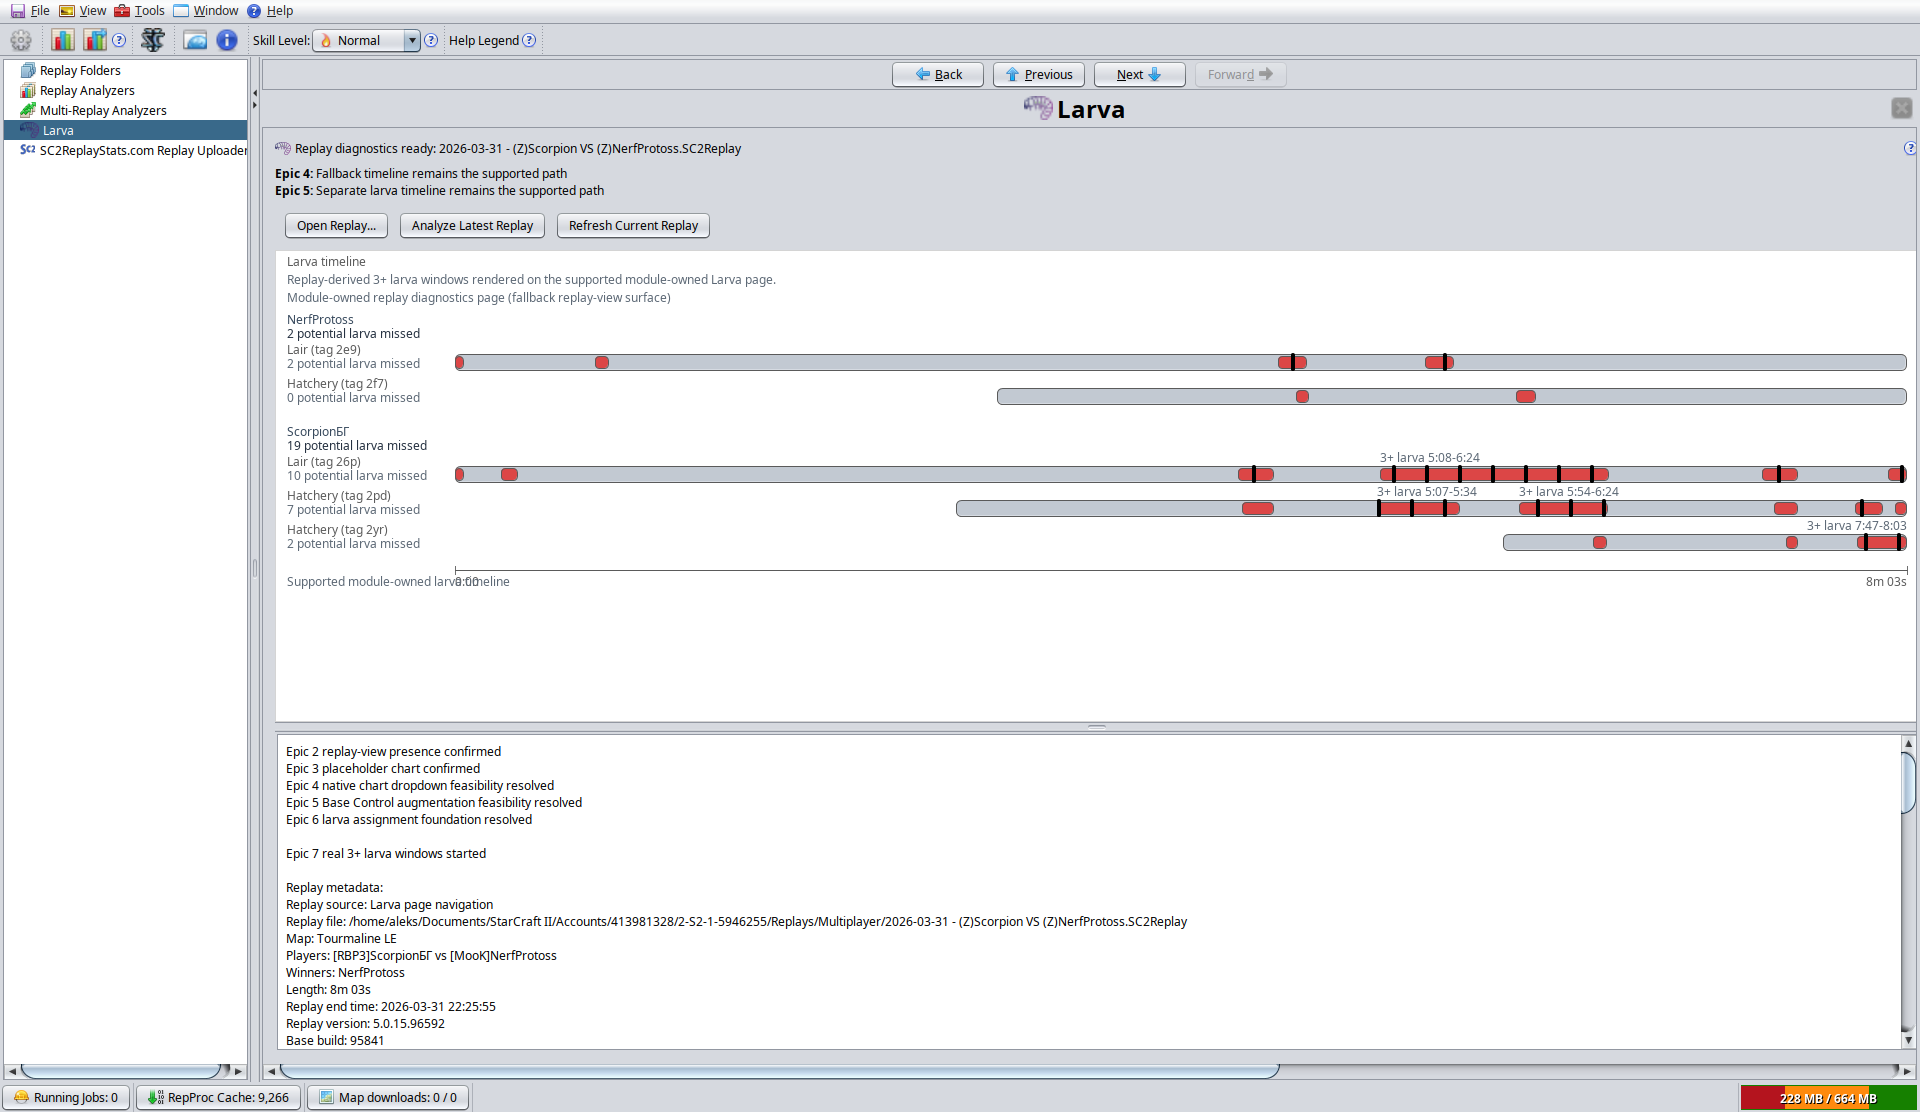 File View Tools Window Help
Skill Level: Normal Help Legend
Replay Folders
Replay Analyzers
Multi-Replay Analyzers
Larva
SC2ReplayStats.com Replay Uploader
Back Previous Next Forward
Larva
Replay diagnostics ready: 2026-03-31 - (Z)Scorpion VS (Z)NerfProtoss.SC2Replay
Epic 4: Fallback timeline remains the supported path
Epic 5: Separate larva timeline remains the supported path
Open Replay... Analyze Latest Replay Refresh Current Replay
Larva timeline
Replay-derived 3+ larva windows rendered on the supported module-owned Larva page.
Module-owned replay diagnostics page (fallback replay-view surface)
NerfProtoss
2 potential larva missed
Lair (tag 2e9)
2 potential larva missed
Hatchery (tag 2f7)
0 potential larva missed
ScorpionБГ
19 potential larva missed
3+ larva 5:08-6:24
Lair (tag 26p)
10 potential larva missed
3+ larva 5:07-5:34 3+ larva 5:54-6:24
Hatchery (tag 2pd)
7 potential larva missed
3+ larva 7:47-8:03
Hatchery (tag 2yr)
2 potential larva missed
Supported module-owned larva timeline 0:00 8m 03s
Epic 2 replay-view presence confirmed
Epic 3 placeholder chart confirmed
Epic 4 native chart dropdown feasibility resolved
Epic 5 Base Control augmentation feasibility resolved
Epic 6 larva assignment foundation resolved
Epic 7 real 3+ larva windows started
Replay metadata:
Replay source: Larva page navigation
Replay file: /home/aleks/Documents/StarCraft II/Accounts/413981328/2-S2-1-5946255/Replays/Multiplayer/2026-03-31 - (Z)Scorpion VS (Z)NerfProtoss.SC2Replay
Map: Tourmaline LE
Players: [RBP3]ScorpionБГ vs [MooK]NerfProtoss
Winners: NerfProtoss
Length: 8m 03s
Replay end time: 2026-03-31 22:25:55
Replay version: 5.0.15.96592
Base build: 95841
Running Jobs: 0 RepProc Cache: 9,266 Map downloads: 0 / 0 228 MB / 664 MB